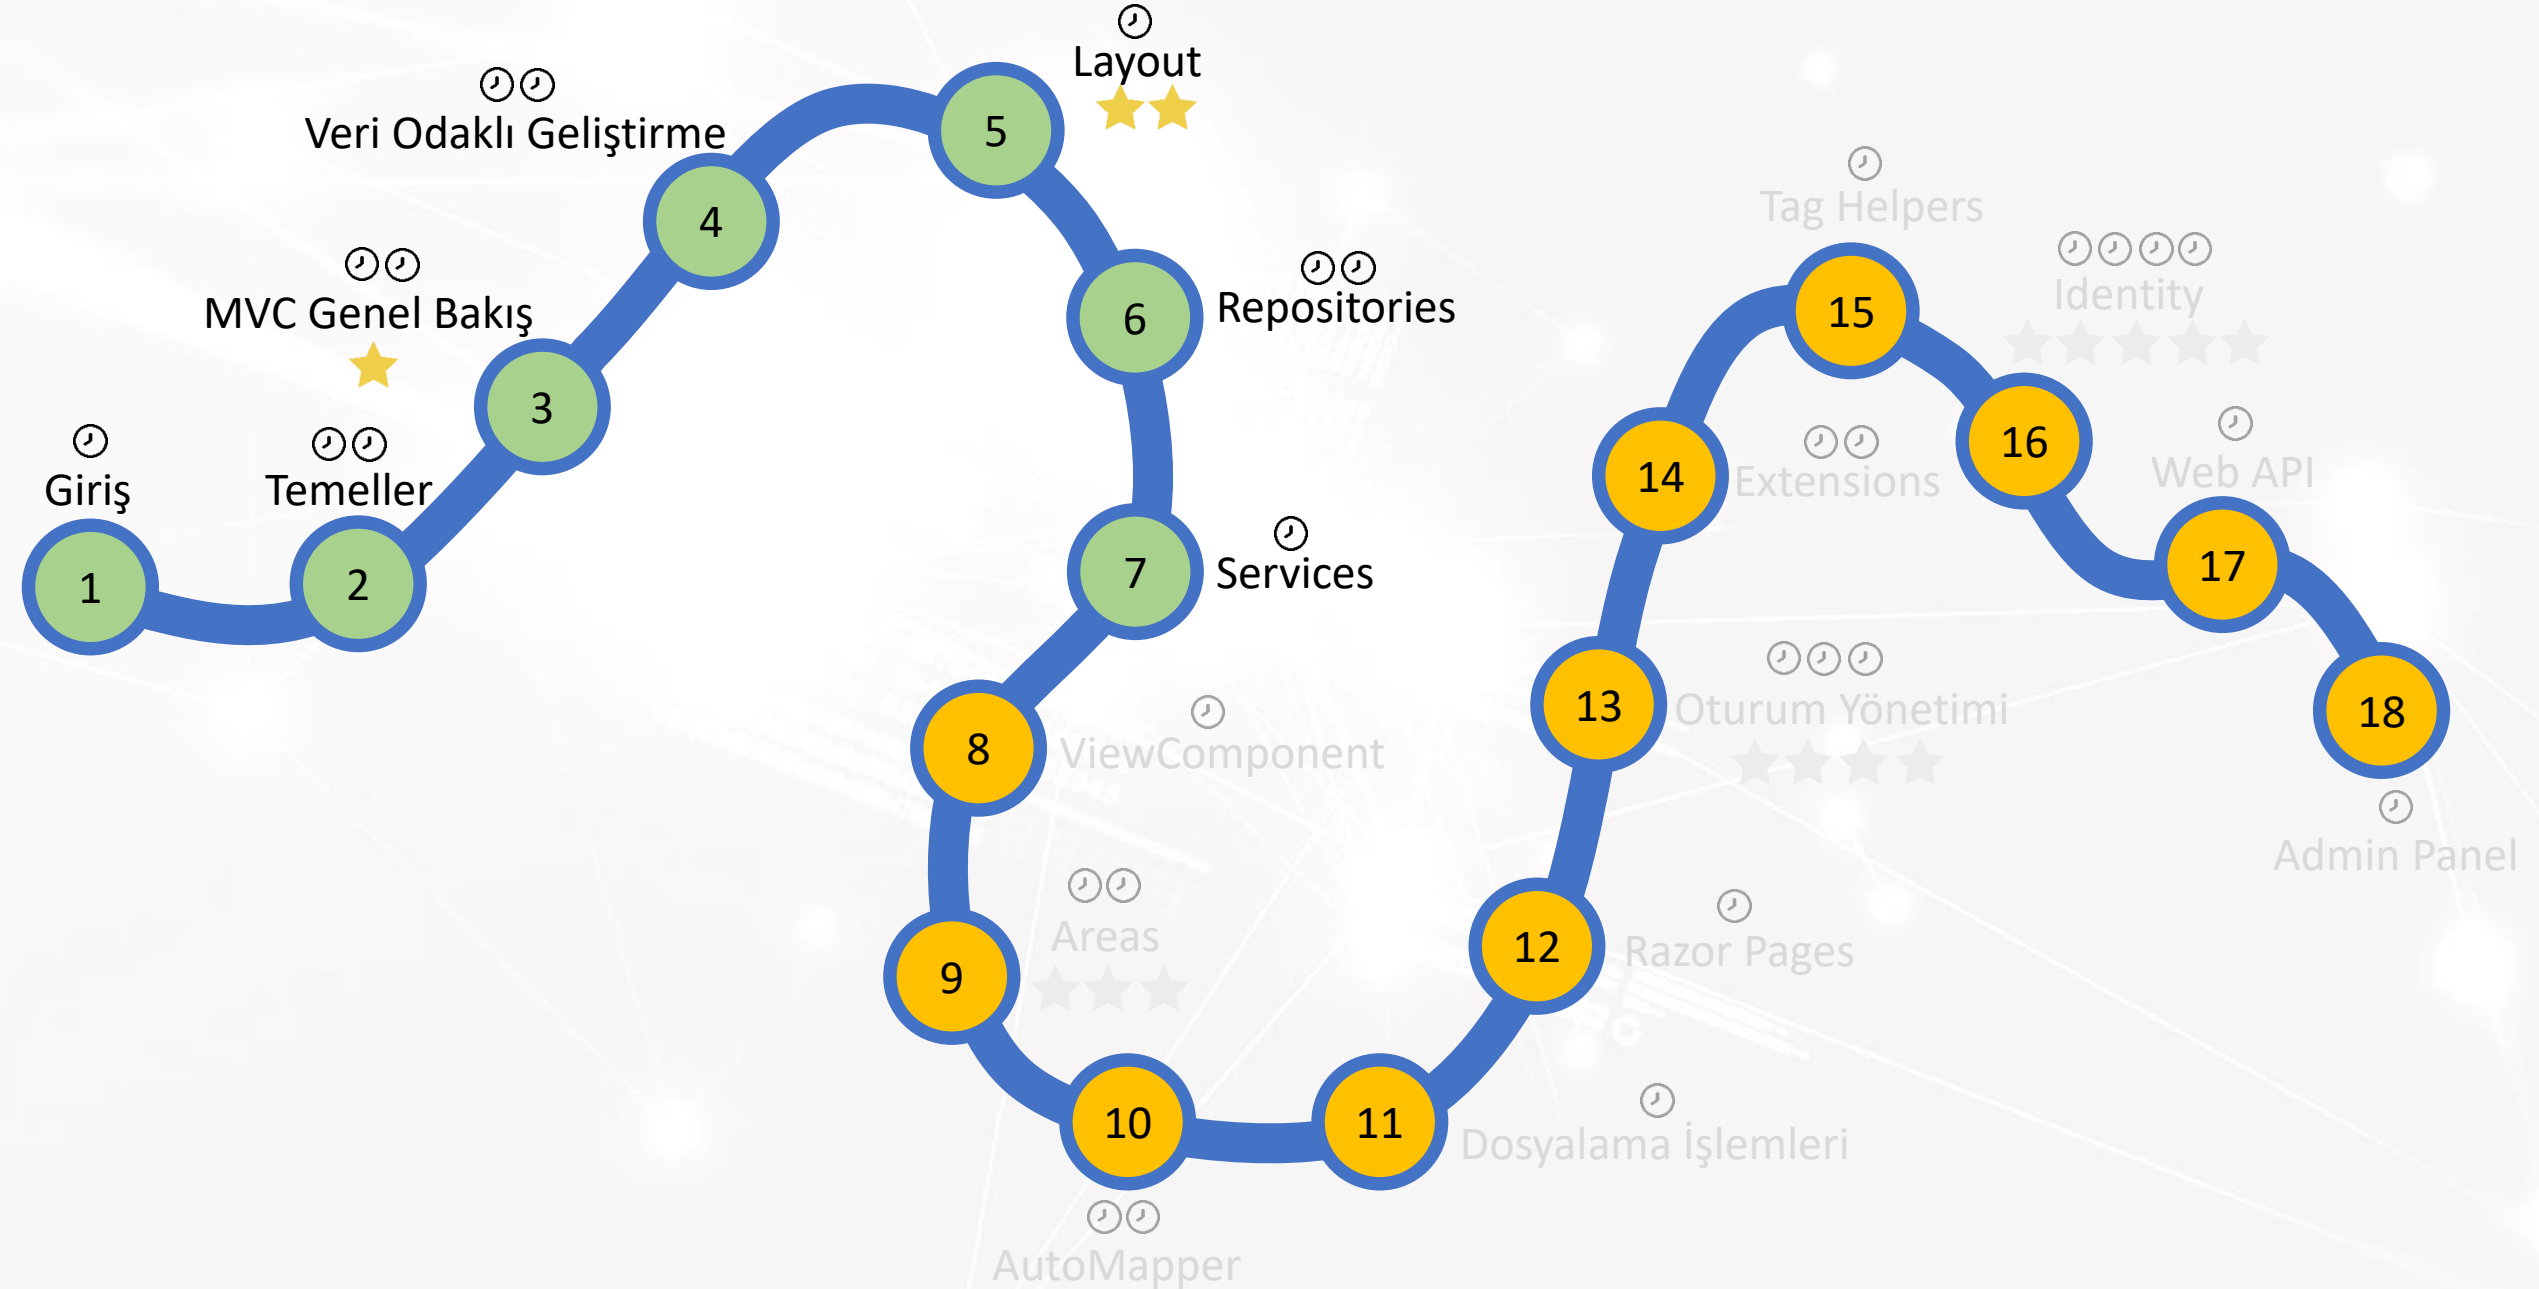 Giriş
1
Temeller
2
MVC Genel Bakış
3
Veri Odaklı Geliştirme
4
Layout
5
Repositories
6
Services
7
ViewComponent
8
Areas
9
AutoMapper
10
Dosyalama İşlemleri
11
Razor Pages
12
Oturum Yönetimi
13
Extensions
14
Tag Helpers
15
Identity
16
Web API
17
Admin Panel
18